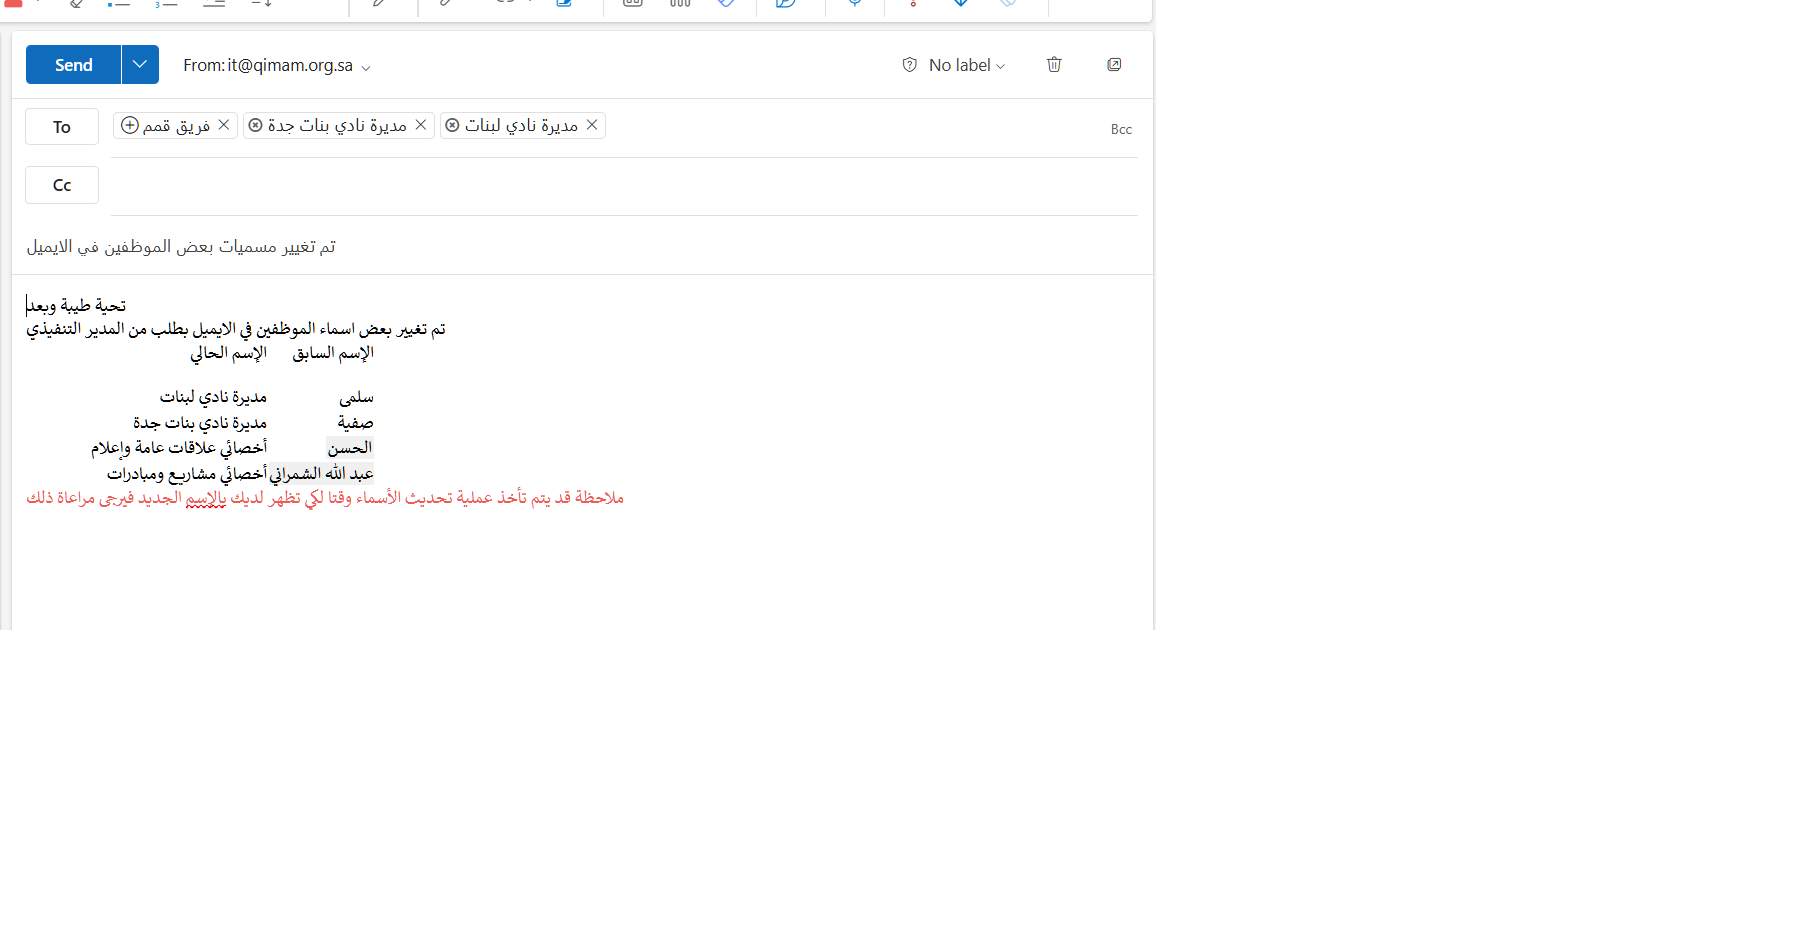 Send
From: it@qimam.org.sa
No label
To
فريق قمم
مديرة نادي بنات جدة
مديرة نادي لبنات
Bcc
Cc
تم تغيير مسميات بعض الموظفين في الايميل
تحية طيبة وبعد
تم تغيير بعض اسماء الموظفين في الايميل بطلب من المدير التنفيذي
الإسم السابق الإسم الحالي
سلمى مديرة نادي لبنات
صفية مديرة نادي بنات جدة
الحسن أخصائي علاقات عامة وإعلام
عبد الله الشمراني أخصائي مشاريع ومبادرات
ملاحظة قد يتم تأخذ عملية تحديث الأسماء وقتا لكي تظهر لديك بالإسم الجديد فيرجى مراعاة ذلك